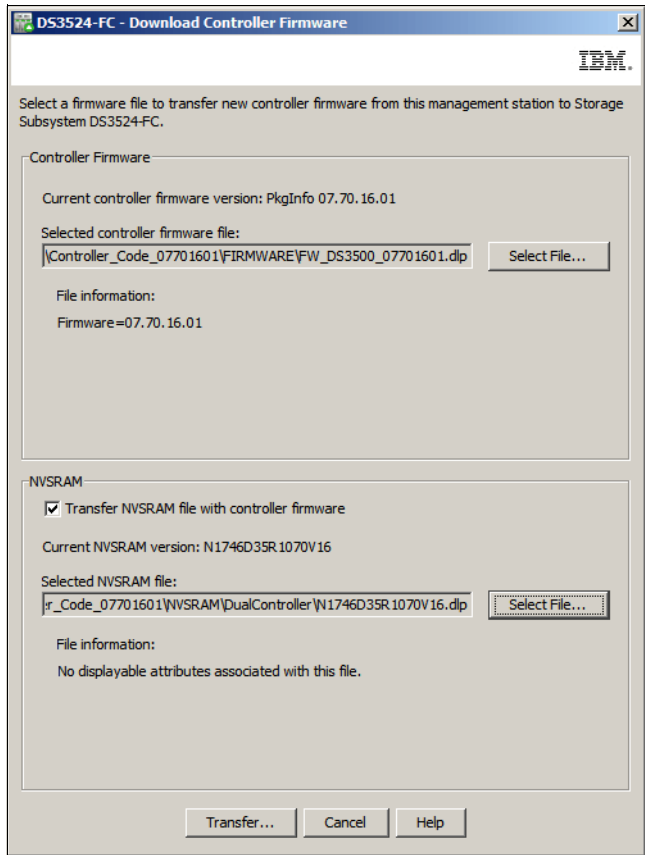 DS3524-FC - Download Controller Firmware
IBM.
Select a firmware file to transfer new controller firmware from this management station to Storage
Subsystem DS3524-FC.
Controller Firmware
Current controller firmware version: PkgInfo 07.70.16.01
Selected controller firmware file:
\Controller_Code_07701601\FIRMWARE\FW_DS3500_07701601.dlp
Select File...
File information:
Firmware=07.70.16.01
NVSRAM
Transfer NVSRAM file with controller firmware
Current NVSRAM version: N1746D35R1070V16
Selected NVSRAM file:
er_Code_07701601\NVSRAM\DualController\N1746D35R1070V16.dlp
Select File...
File information:
No displayable attributes associated with this file.
Transfer...
Cancel
Help